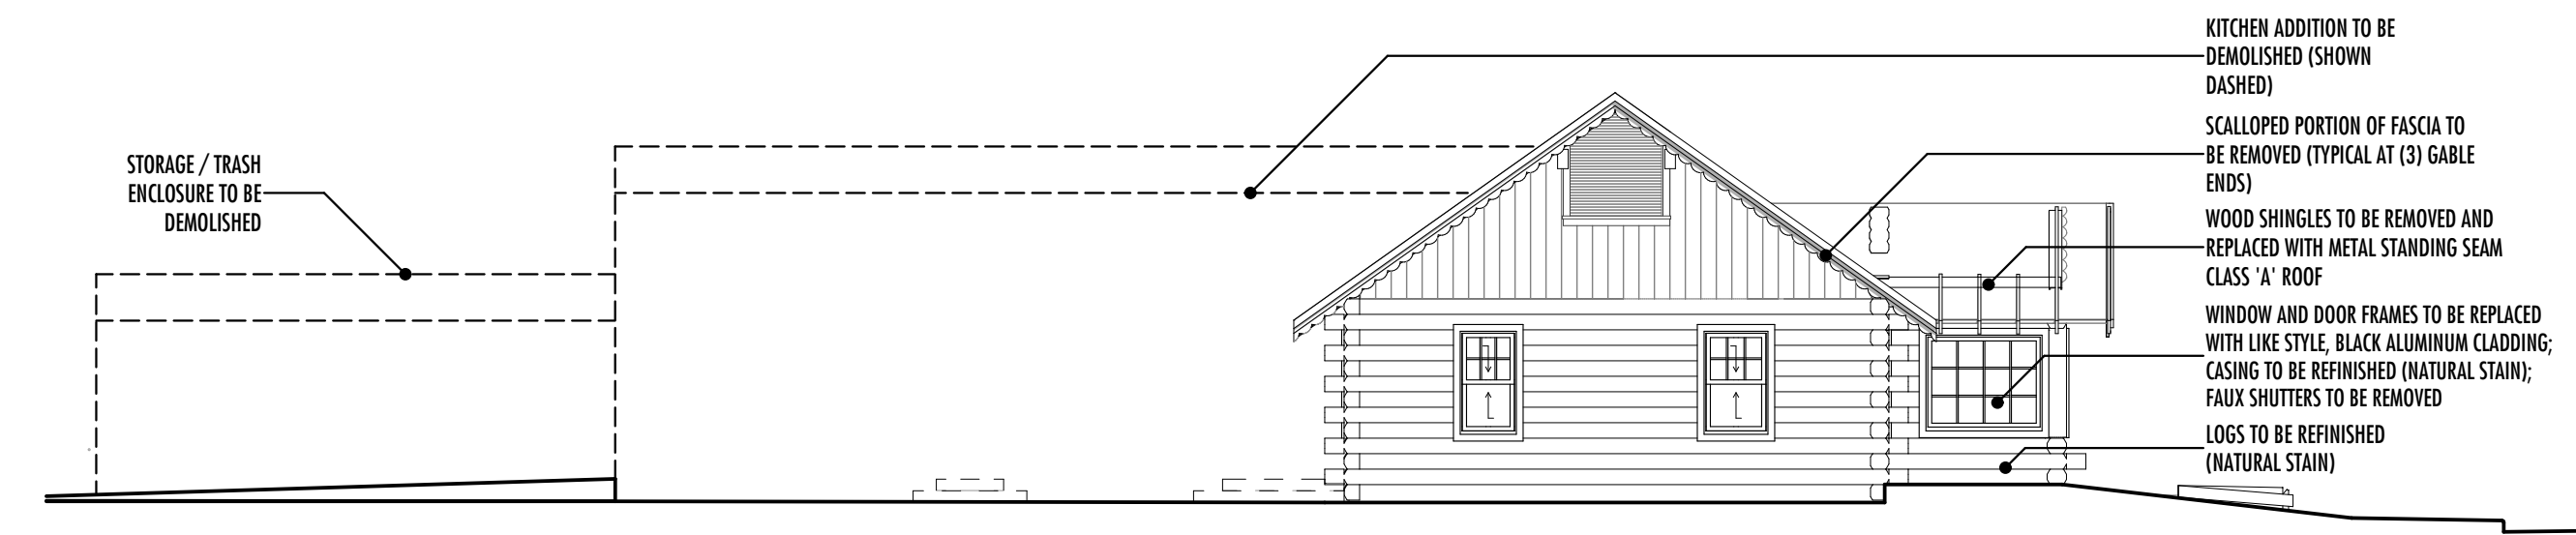 STORAGE / TRASH
ENCLOSURE TO BE
DEMOLISHED
KITCHEN ADDITION TO BE
DEMOLISHED (SHOWN
DASHED)
SCALLOPED PORTION OF FASCIA TO
BE REMOVED (TYPICAL AT (3) GABLE
ENDS)
WOOD SHINGLES TO BE REMOVED AND
REPLACED WITH METAL STANDING SEAM
CLASS 'A' ROOF
WINDOW AND DOOR FRAMES TO BE REPLACED
WITH LIKE STYLE, BLACK ALUMINUM CLADDING;
CASING TO BE REFINISHED (NATURAL STAIN);
FAUX SHUTTERS TO BE REMOVED
LOGS TO BE REFINISHED
(NATURAL STAIN)